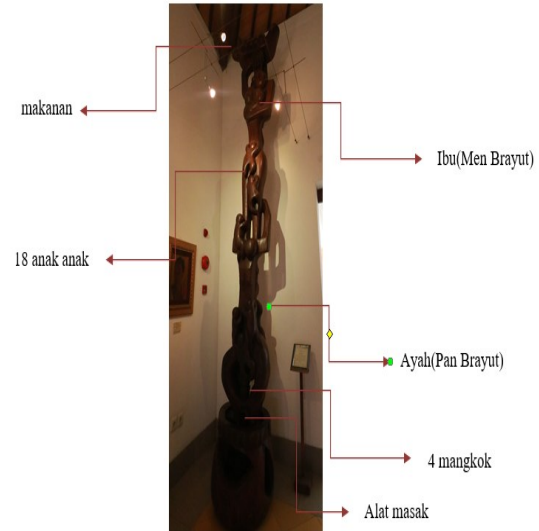 makanan
Ibu(Men Brayut)
18 anak anak
Ayah(Pan Brayut)
4 mangkok
Alat masak